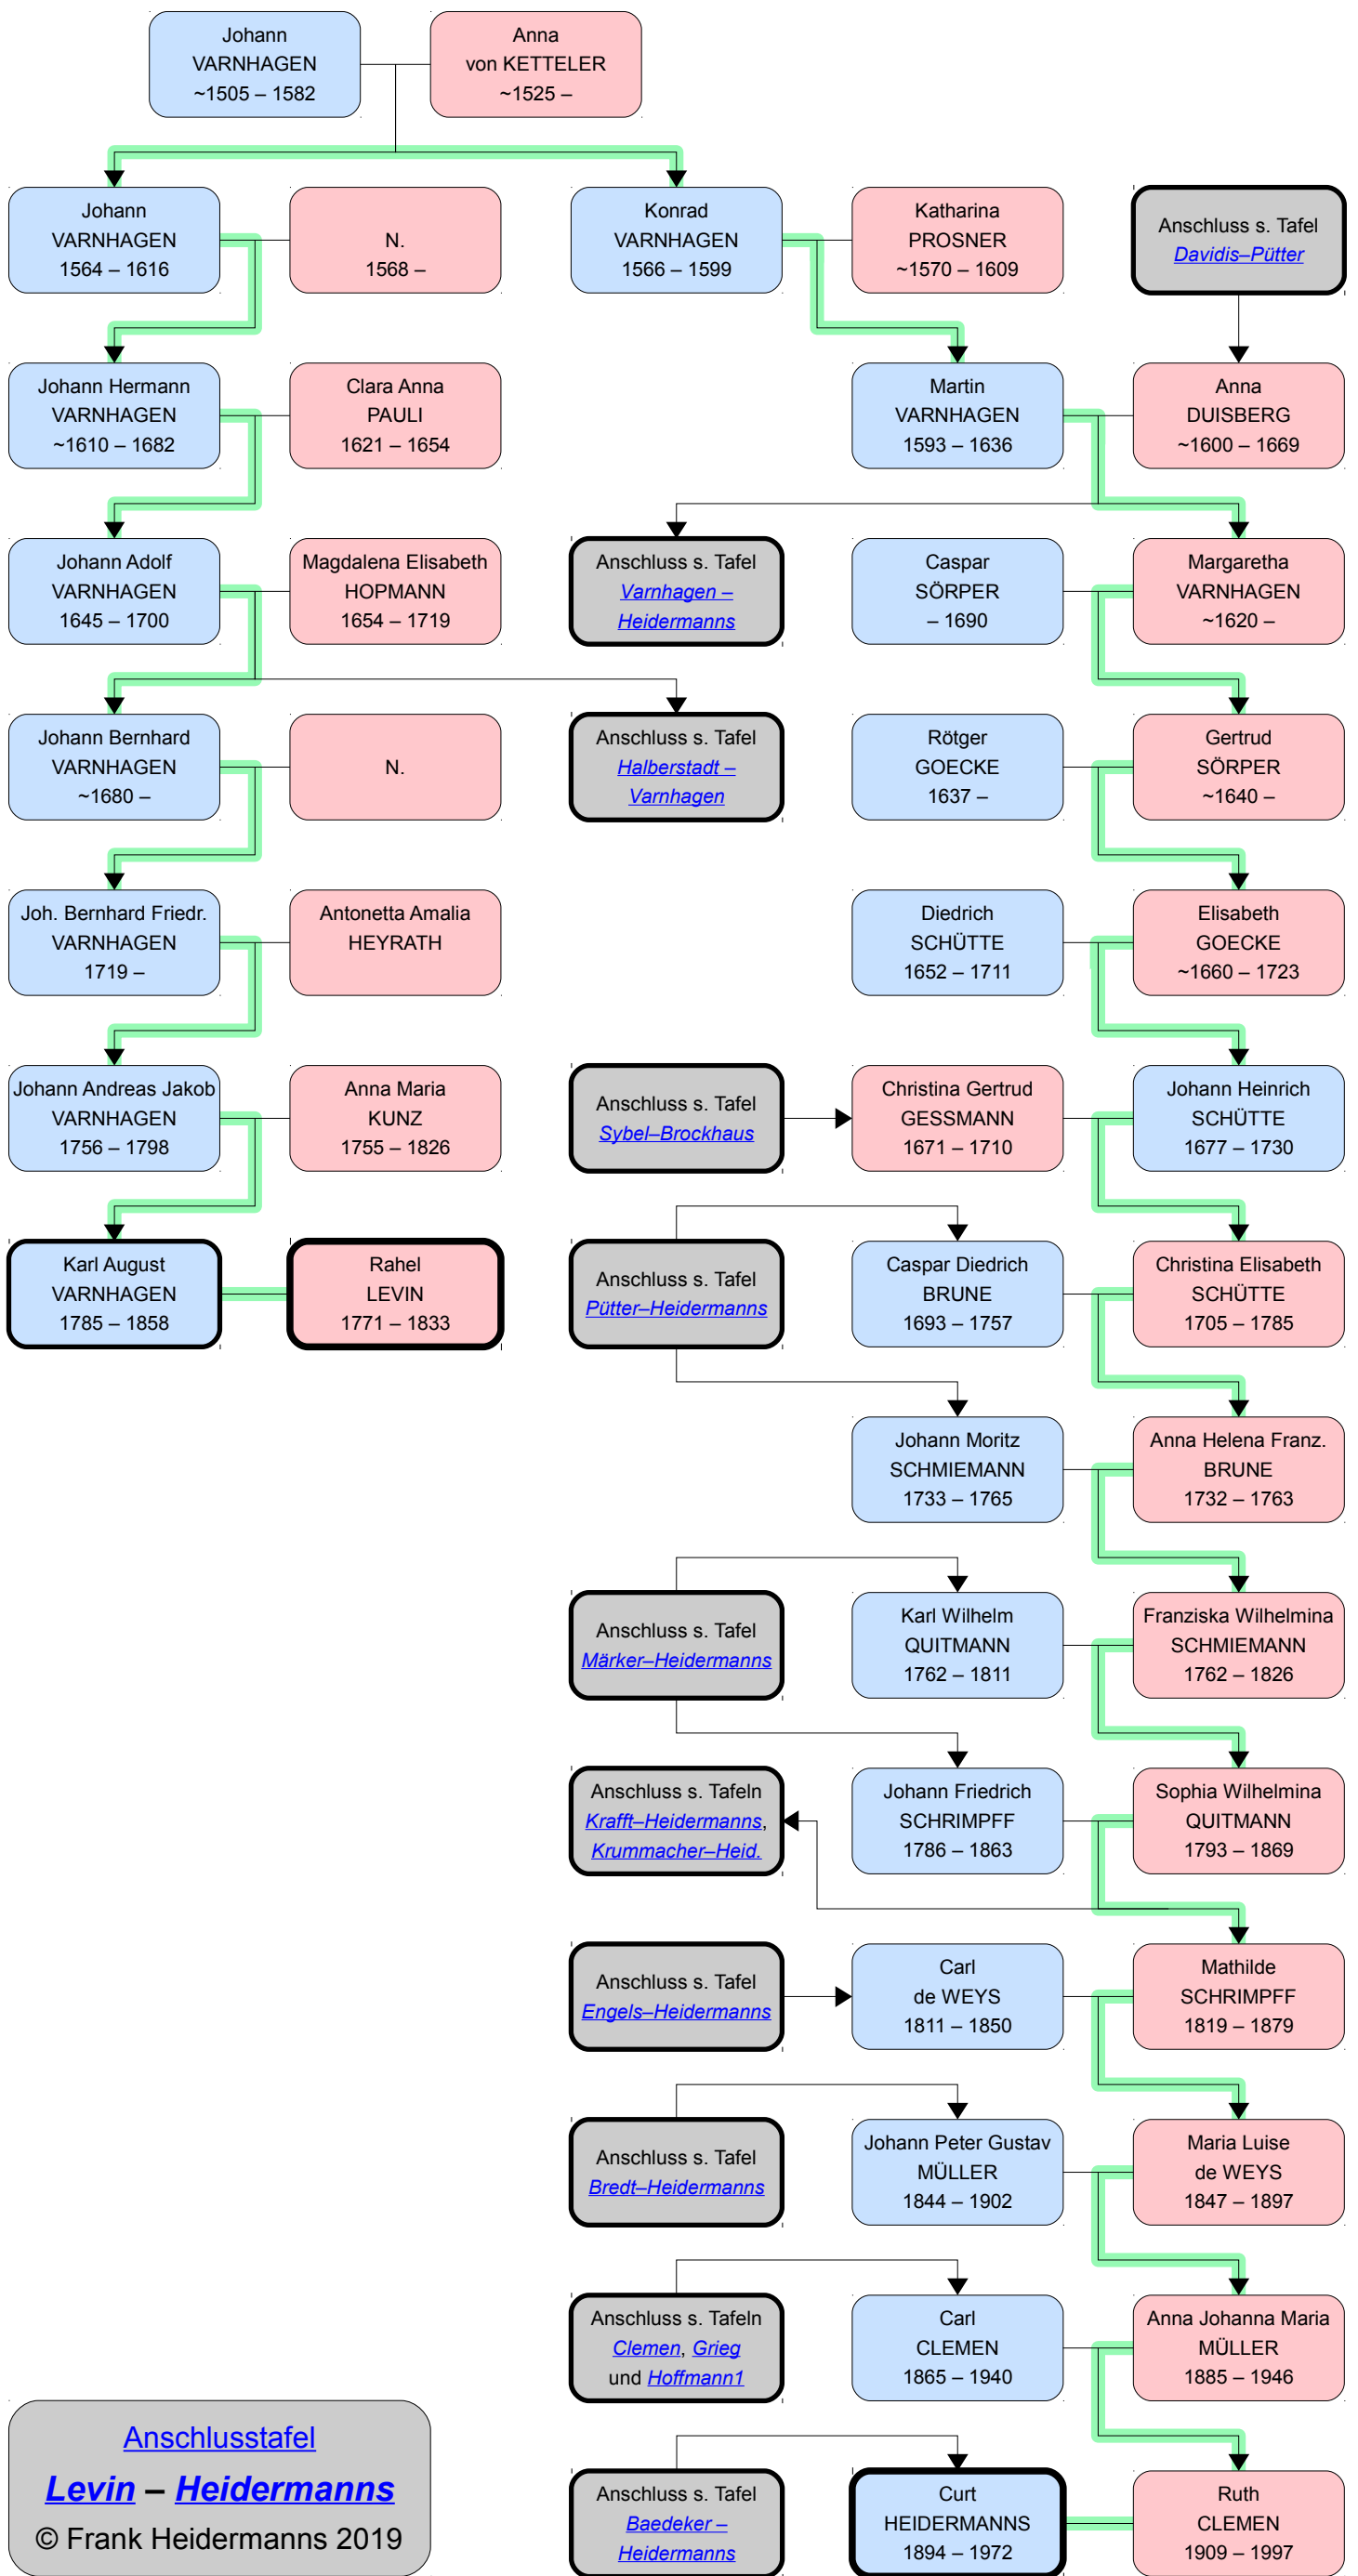 Johann
VARNHAGEN
~1505 – 1582
Anna
von KETTELER
~1525 –
Johann
VARNHAGEN
1564 – 1616
N.
1568 –
Konrad
VARNHAGEN
1566 – 1599
Katharina
PROSNER
~1570 – 1609
Anschluss s. Tafel
Davidis–Pütter
Johann Hermann
VARNHAGEN
~1610 – 1682
Clara Anna
PAULI
1621 – 1654
Martin
VARNHAGEN
1593 – 1636
Anna
DUISBERG
~1600 – 1669
Johann Adolf
VARNHAGEN
1645 – 1700
Magdalena Elisabeth
HOPMANN
1654 – 1719
Anschluss s. Tafel
Varnhagen –
Heidermanns
Caspar
SÖRPER
– 1690
Margaretha
VARNHAGEN
~1620 –
Johann Bernhard
VARNHAGEN
~1680 –
N.
Anschluss s. Tafel
Halberstadt –
Varnhagen
Rötger
GOECKE
1637 –
Gertrud
SÖRPER
~1640 –
Joh. Bernhard Friedr.
VARNHAGEN
1719 –
Antonetta Amalia
HEYRATH
Diedrich
SCHÜTTE
1652 – 1711
Elisabeth
GOECKE
~1660 – 1723
Johann Andreas Jakob
VARNHAGEN
1756 – 1798
Anna Maria
KUNZ
1755 – 1826
Anschluss s. Tafel
Sybel–Brockhaus
Christina Gertrud
GESSMANN
1671 – 1710
Johann Heinrich
SCHÜTTE
1677 – 1730
Karl August
VARNHAGEN
1785 – 1858
Rahel
LEVIN
1771 – 1833
Anschluss s. Tafel
Pütter–Heidermanns
Caspar Diedrich
BRUNE
1693 – 1757
Christina Elisabeth
SCHÜTTE
1705 – 1785
Johann Moritz
SCHMIEMANN
1733 – 1765
Anna Helena Franz.
BRUNE
1732 – 1763
Anschluss s. Tafel
Märker–Heidermanns
Karl Wilhelm
QUITMANN
1762 – 1811
Franziska Wilhelmina
SCHMIEMANN
1762 – 1826
Anschluss s. Tafeln
Krafft–Heidermanns,
Krummacher–Heid.
Johann Friedrich
SCHRIMPFF
1786 – 1863
Sophia Wilhelmina
QUITMANN
1793 – 1869
Anschluss s. Tafel
Engels–Heidermanns
Carl
de WEYS
1811 – 1850
Mathilde
SCHRIMPFF
1819 – 1879
Anschluss s. Tafel
Bredt–Heidermanns
Johann Peter Gustav
MÜLLER
1844 – 1902
Maria Luise
de WEYS
1847 – 1897
Anschluss s. Tafeln
Clemen, Grieg
und Hoffmann1
Carl
CLEMEN
1865 – 1940
Anna Johanna Maria
MÜLLER
1885 – 1946
Anschluss s. Tafel
Baedeker –
Heidermanns
Curt
HEIDERMANNS
1894 – 1972
Ruth
CLEMEN
1909 – 1997
Anschlusstafel
Levin – Heidermanns
© Frank Heidermanns 2019